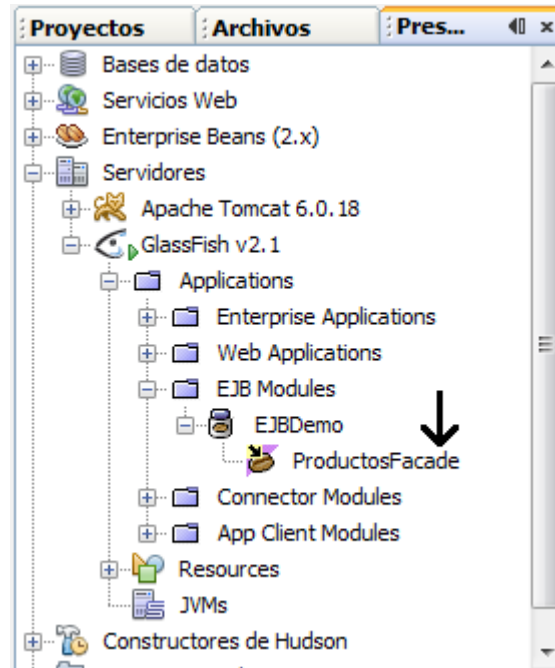 Proyectos Archivos Pres...
Bases de datos
Servicios Web
Enterprise Beans (2.x)
Servidores
Apache Tomcat 6.0.18
GlassFish v2.1
Applications
Enterprise Applications
Web Applications
EJB Modules
EJBDemo
ProductosFacade
Connector Modules
App Client Modules
Resources
JVMs
Constructores de Hudson